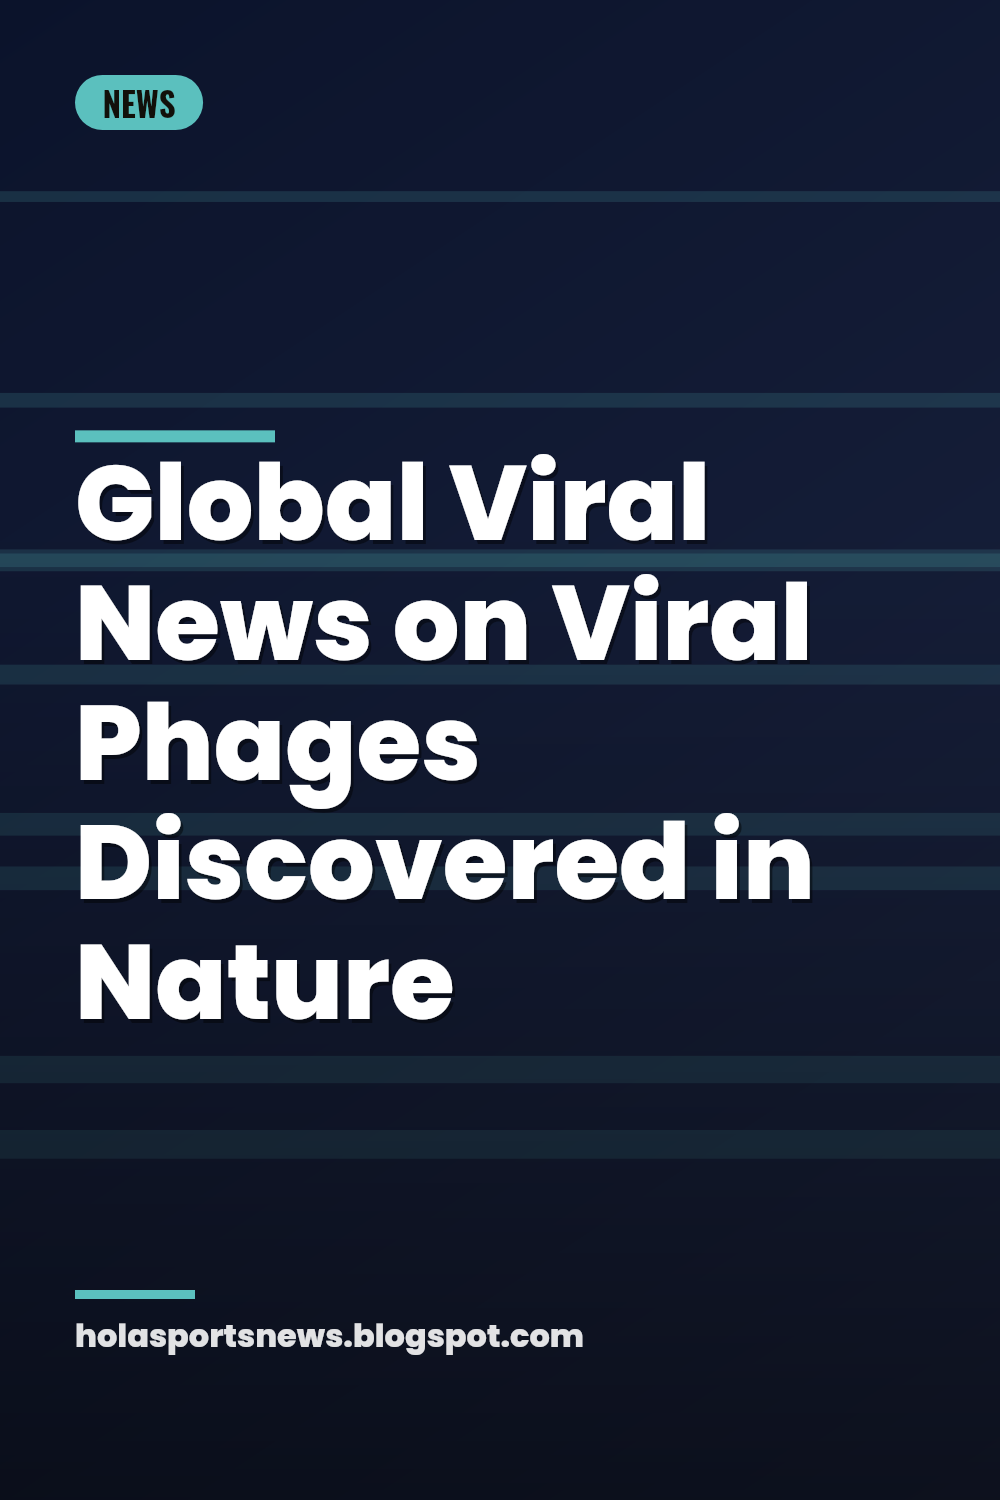 NEWS
Global Viral
News on Viral
Phages
Discovered in
Nature
holasportsnews.blogspot.com